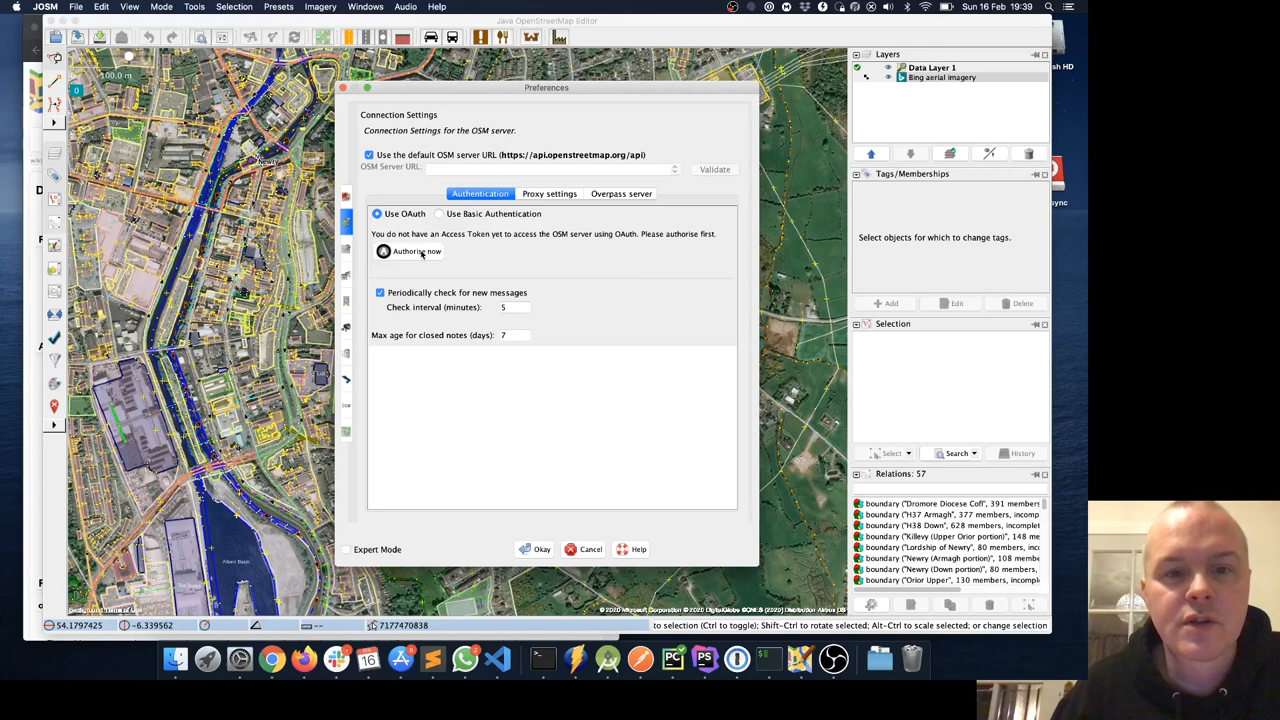 JOSM File Edit View Mode Tools Selection Presets Imagery Windows Audio Help
Sun 16 Feb 19:39
Java OpenStreetMap Editor
100.0 m
0
Newry
Albert Basin
Preferences
Connection Settings
Connection Settings for the OSM server.
Use the default OSM server URL (https://api.openstreetmap.org/api)
OSM Server URL:
Validate
Authentication Proxy settings Overpass server
Use OAuth Use Basic Authentication
You do not have an Access Token yet to access the OSM server using OAuth. Please authorise first.
Authorise now
Periodically check for new messages
Check interval (minutes): 5
Max age for closed notes (days): 7
Expert Mode
Okay Cancel Help
Layers
Data Layer 1
Bing aerial imagery
Tags/Memberships
Select objects for which to change tags.
Add Edit Delete
Selection
Select Search History
Relations: 57
boundary ("Dromore Diocese CofI", 391 members
boundary ("H37 Armagh", 377 members, incomp
boundary ("H38 Down", 628 members, incomplet
boundary ("Killevy (Upper Orior portion)", 148 me
boundary ("Lordship of Newry", 80 members, inc
boundary ("Newry (Armagh portion)", 108 membe
boundary ("Newry (Down portion)", 80 members,
boundary ("Orior Upper", 130 members, incomple
54.1797425 -6.339562 -- 7177470838
to selection (Ctrl to toggle); Shift-Ctrl to rotate selected; Alt-Ctrl to scale selected; or change selection
sh HD
sync